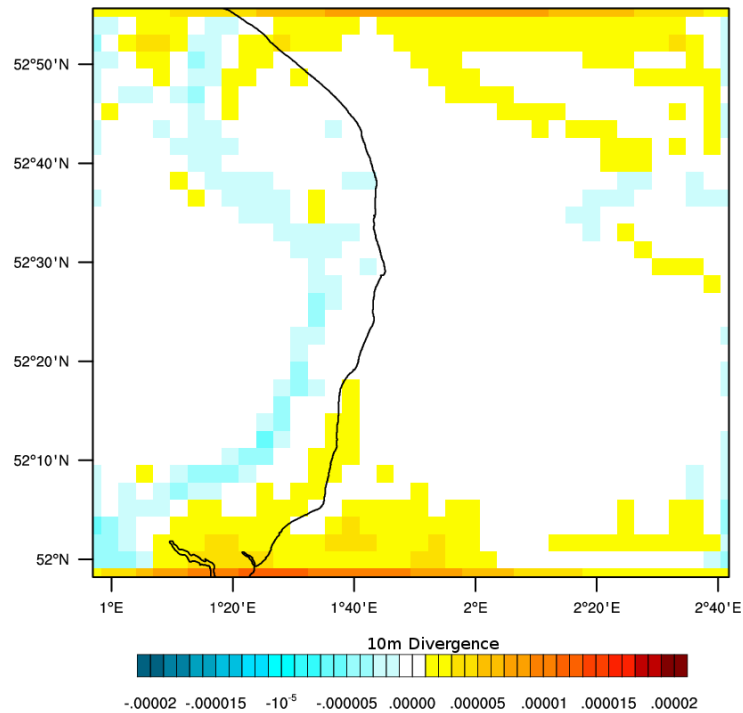 52°50'N
52°40'N
52°30'N
52°20'N
52°10'N
52°N
1°E 1°20'E 1°40'E 2°E 2°20'E 2°40'E
10m Divergence
-.00002 -.000015 -10⁻⁵ -.000005 .00000 .000005 .00001 .000015 .00002